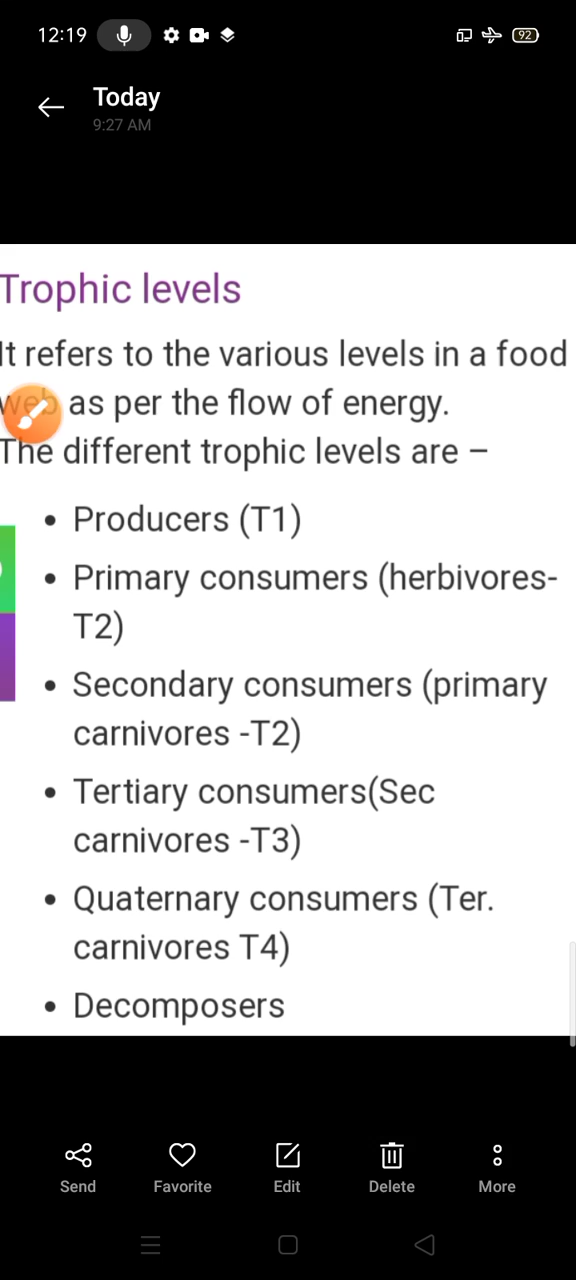 12:19
92
Today
9:27 AM
Trophic levels
It refers to the various levels in a food
web as per the flow of energy.
The different trophic levels are –
• Producers (T1)
• Primary consumers (herbivores-
T2)
• Secondary consumers (primary
carnivores -T2)
• Tertiary consumers(Sec
carnivores -T3)
• Quaternary consumers (Ter.
carnivores T4)
• Decomposers
Send Favorite Edit Delete More